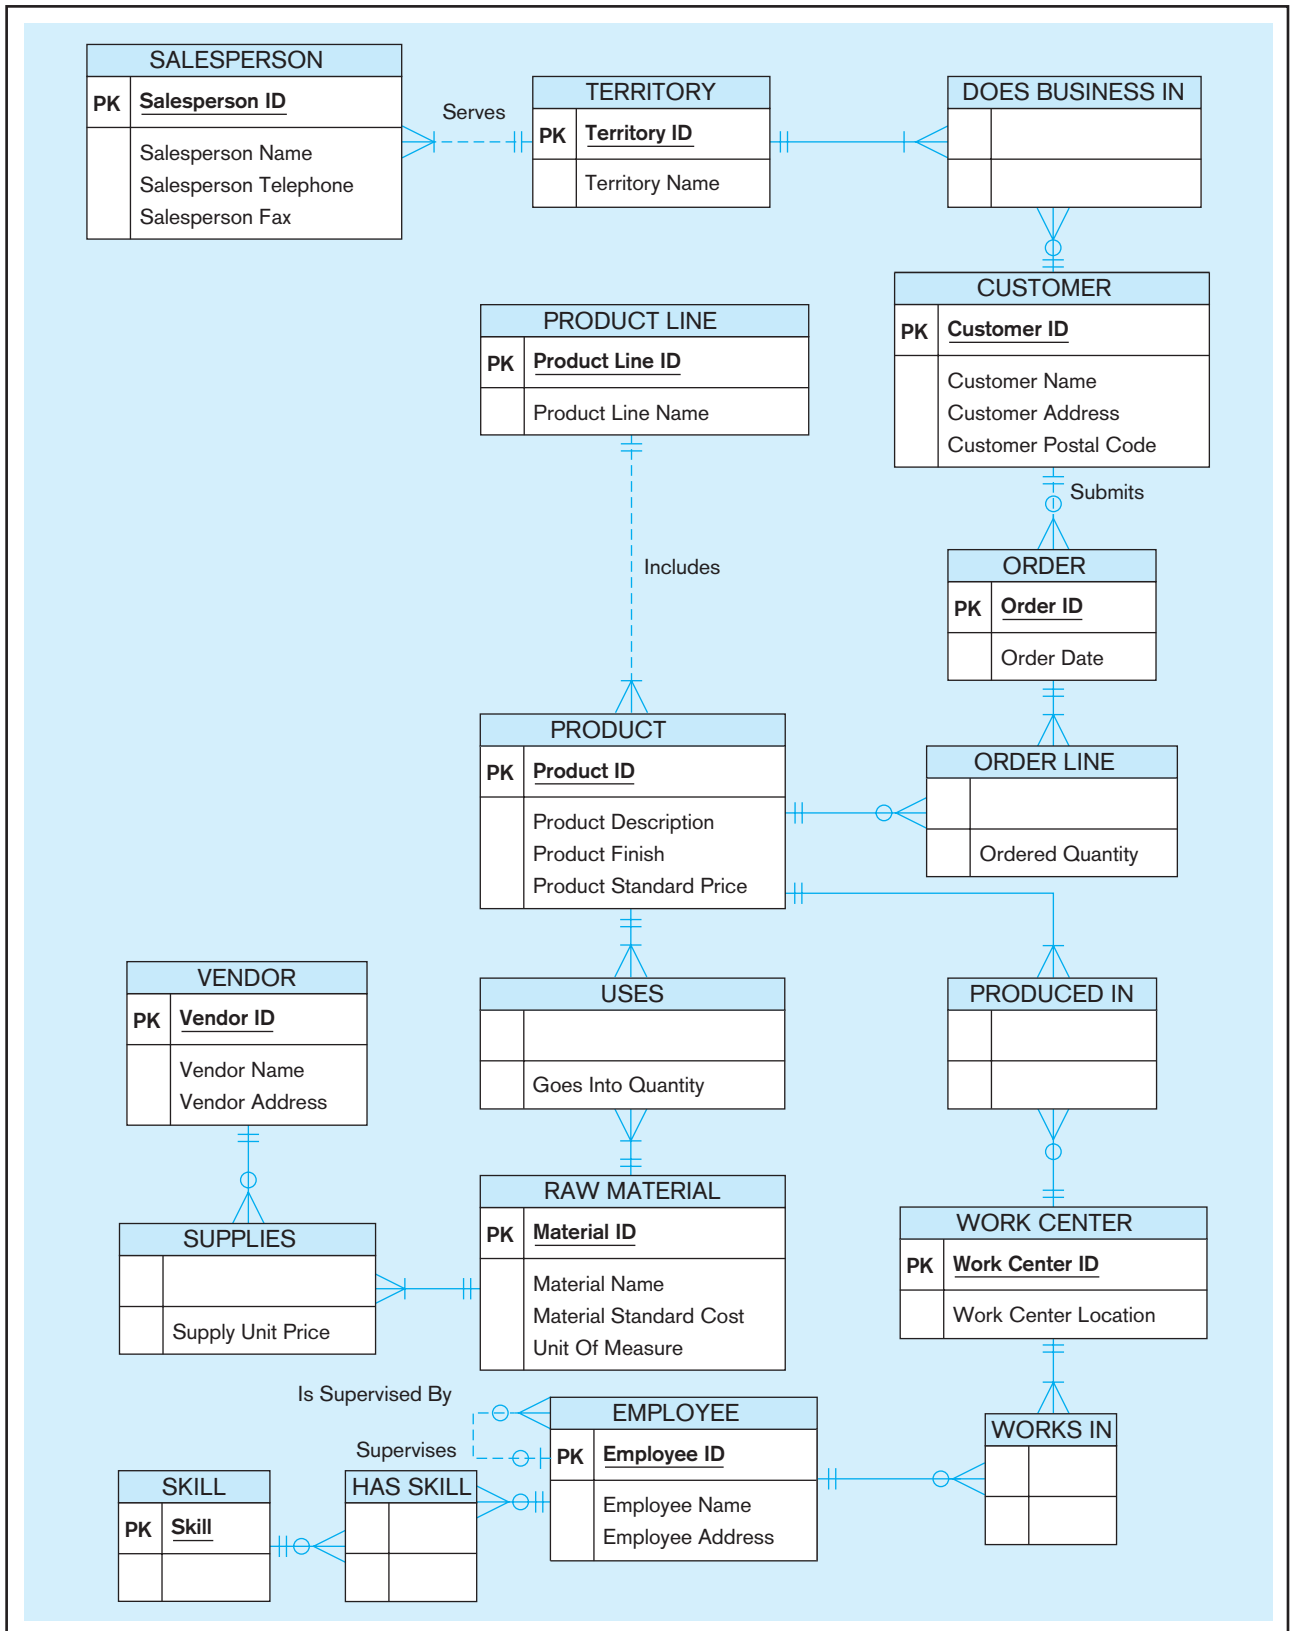 SALESPERSON
PK Salesperson ID
Salesperson Name
Salesperson Telephone
Salesperson Fax
Serves
TERRITORY
PK Territory ID
Territory Name
DOES BUSINESS IN
CUSTOMER
PK Customer ID
Customer Name
Customer Address
Customer Postal Code
Submits
PRODUCT LINE
PK Product Line ID
Product Line Name
Includes
ORDER
PK Order ID
Order Date
PRODUCT
PK Product ID
Product Description
Product Finish
Product Standard Price
ORDER LINE
Ordered Quantity
VENDOR
PK Vendor ID
Vendor Name
Vendor Address
USES
Goes Into Quantity
PRODUCED IN
SUPPLIES
Supply Unit Price
RAW MATERIAL
PK Material ID
Material Name
Material Standard Cost
Unit Of Measure
WORK CENTER
PK Work Center ID
Work Center Location
Is Supervised By
Supervises
EMPLOYEE
PK Employee ID
Employee Name
Employee Address
WORKS IN
SKILL
PK Skill
HAS SKILL